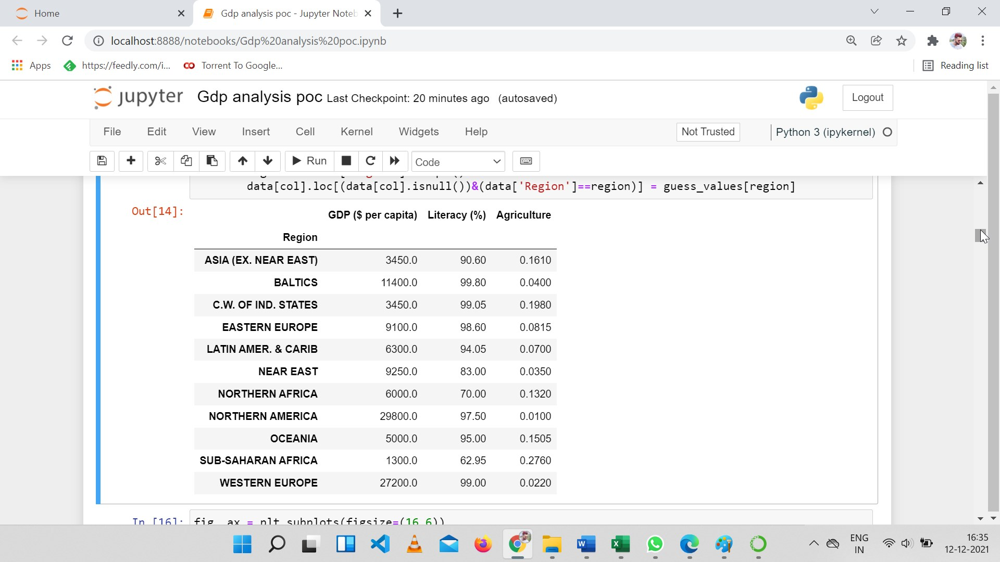 Home
Gdp analysis poc - Jupyter Noteb
localhost:8888/notebooks/Gdp%20analysis%20poc.ipynb
Apps https://feedly.com/i... Torrent To Google... Reading list
jupyter Gdp analysis poc Last Checkpoint: 20 minutes ago (autosaved) Logout
File Edit View Insert Cell Kernel Widgets Help Not Trusted Python 3 (ipykernel)
Run Code
data[col].loc[(data[col].isnull())&(data['Region']==region)] = guess_values[region]
Out[14]:
GDP ($ per capita) Literacy (%) Agriculture
Region
ASIA (EX. NEAR EAST) 3450.0 90.60 0.1610
BALTICS 11400.0 99.80 0.0400
C.W. OF IND. STATES 3450.0 99.05 0.1980
EASTERN EUROPE 9100.0 98.60 0.0815
LATIN AMER. & CARIB 6300.0 94.05 0.0700
NEAR EAST 9250.0 83.00 0.0350
NORTHERN AFRICA 6000.0 70.00 0.1320
NORTHERN AMERICA 29800.0 97.50 0.0100
OCEANIA 5000.0 95.00 0.1505
SUB-SAHARAN AFRICA 1300.0 62.95 0.2760
WESTERN EUROPE 27200.0 99.00 0.0220
In [16]: fig, ax = plt.subplots(figsize=(16,6))
ENG
IN
16:35
12-12-2021